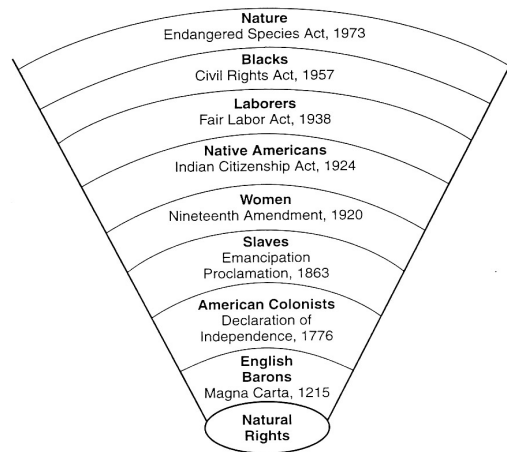 Nature
Endangered Species Act, 1973
Blacks
Civil Rights Act, 1957
Laborers
Fair Labor Act, 1938
Native Americans
Indian Citizenship Act, 1924
Women
Nineteenth Amendment, 1920
Slaves
Emancipation
Proclamation, 1863
American Colonists
Declaration of
Independence, 1776
English
Barons
Magna Carta, 1215
Natural
Rights